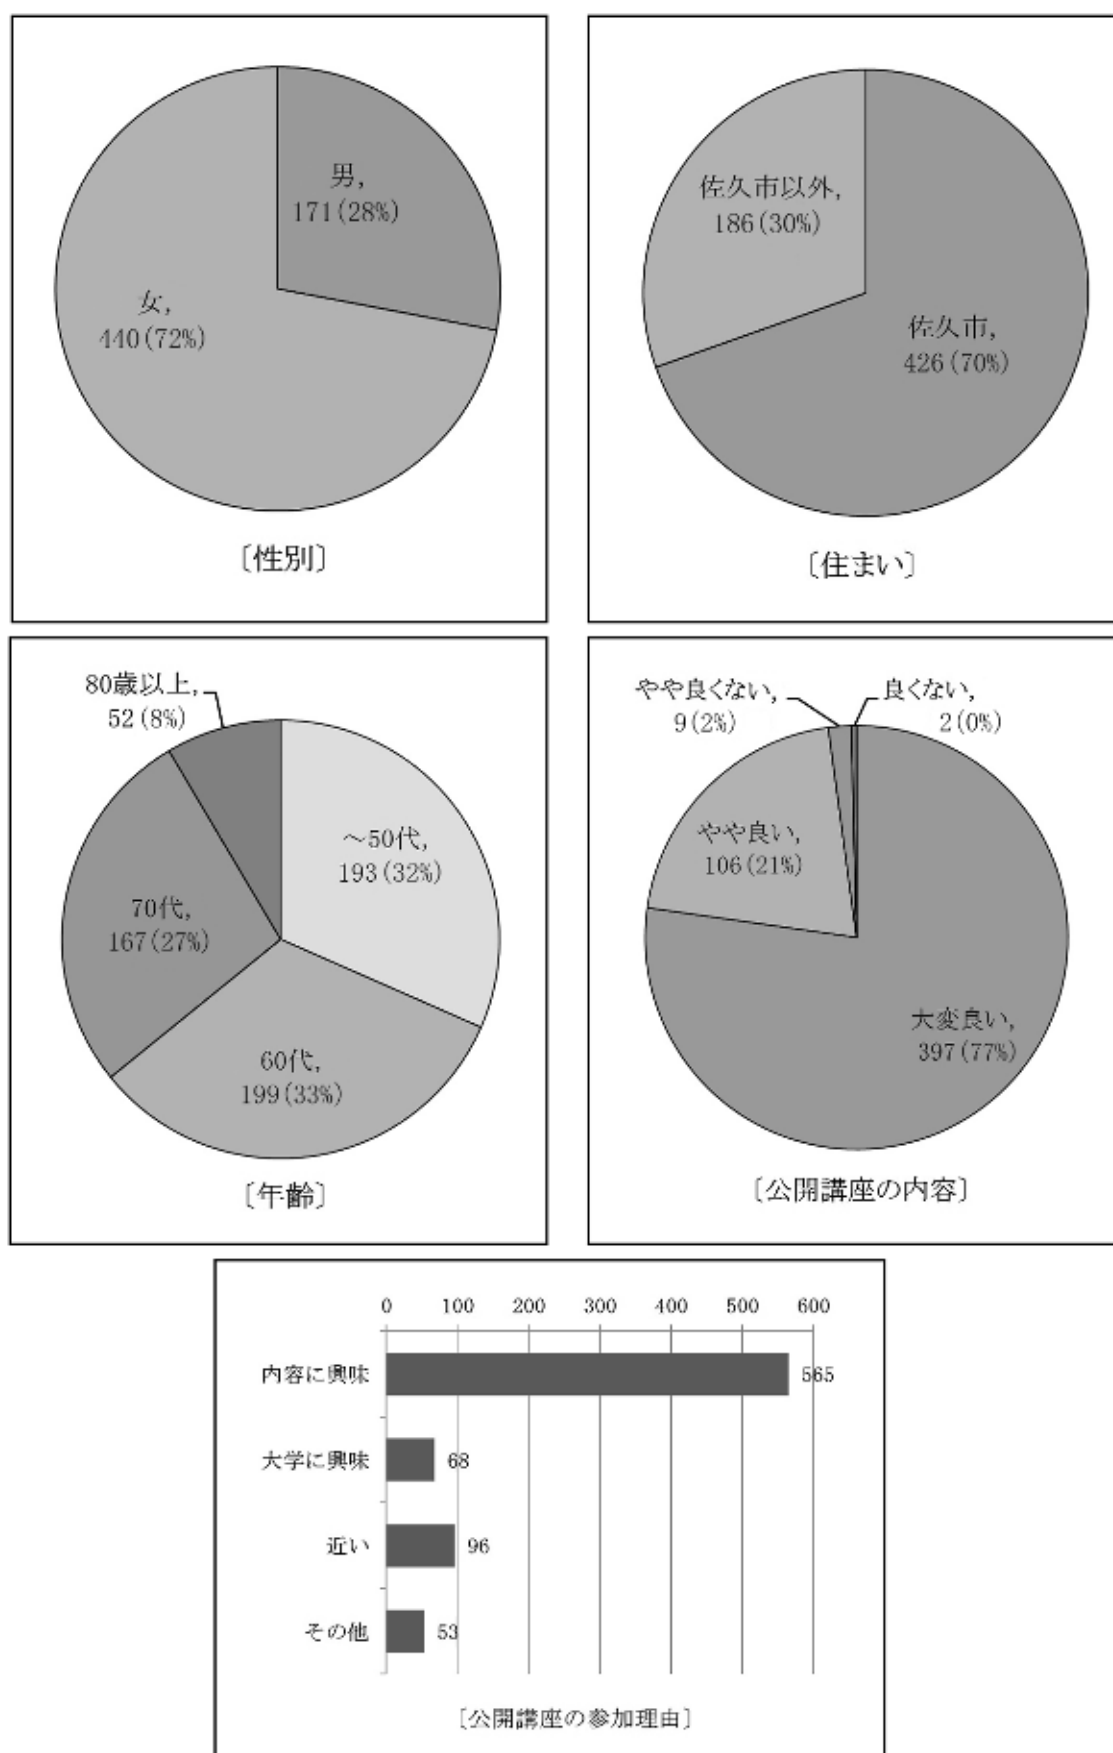 男,
171(28%)
女,
440(72%)
〔性別〕
佐久市以外,
186(30%)
佐久市,
426(70%)
〔住まい〕
80歳以上,
52(8%)
～50代,
193(32%)
70代,
167(27%)
60代,
199(33%)
〔年齢〕
やや良くない,
9(2%)
良くない,
2(0%)
やや良い,
106(21%)
大変良い,
397(77%)
〔公開講座の内容〕
0 100 200 300 400 500 600
内容に興味 565
大学に興味 68
近い 96
その他 53
〔公開講座の参加理由〕